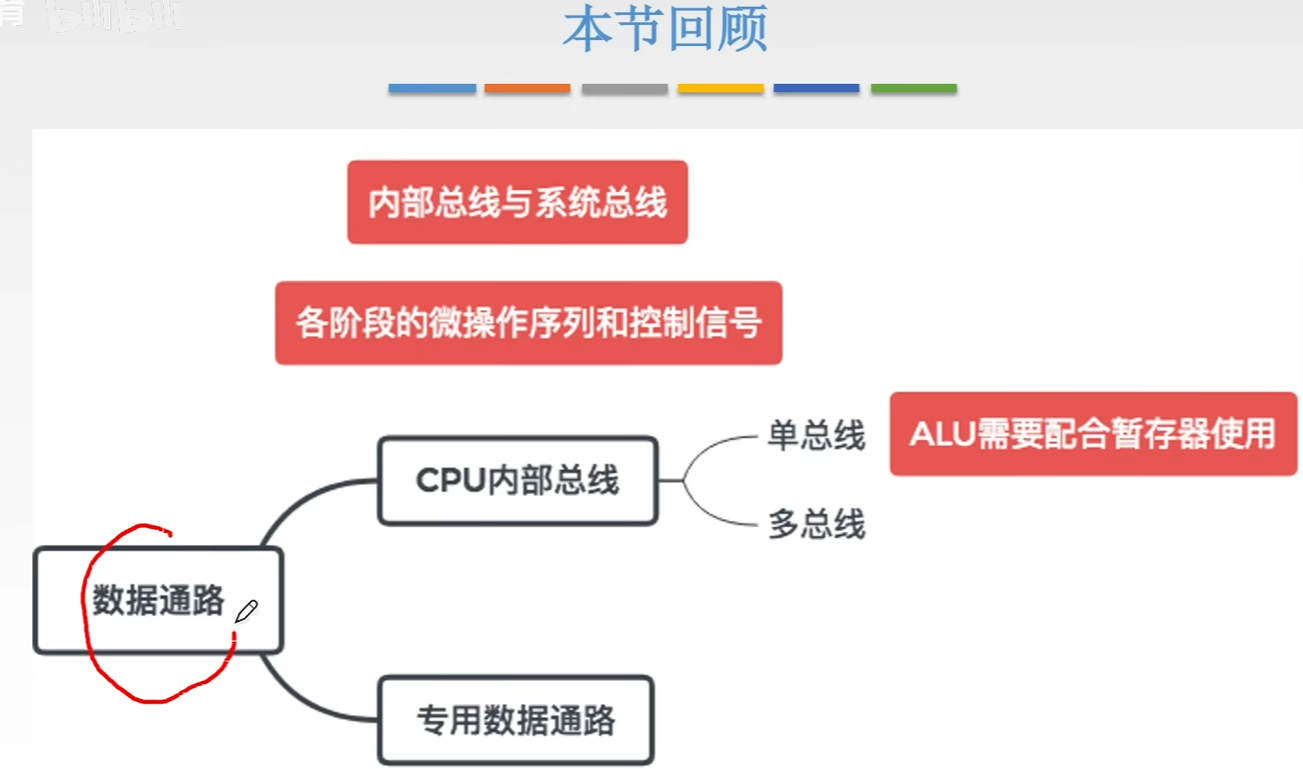 育 bilibili
本节回顾
内部总线与系统总线
各阶段的微操作序列和控制信号
单总线
ALU需要配合暂存器使用
CPU内部总线
多总线
数据通路
专用数据通路